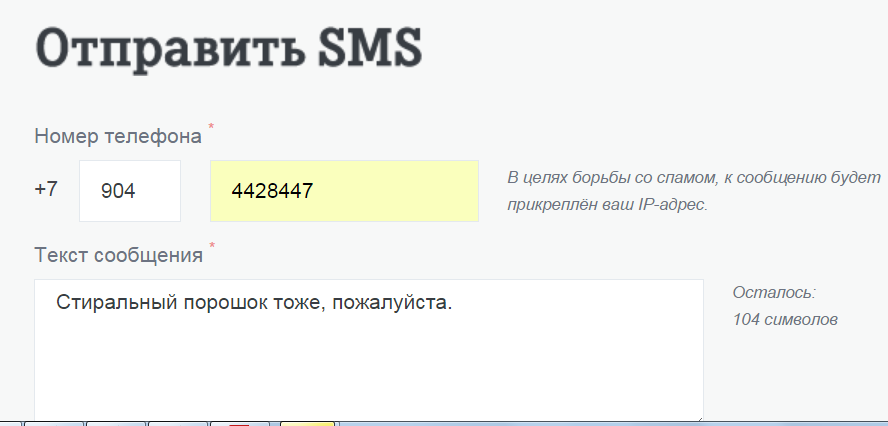 Отправить SMS
Номер телефона *
+7 904 4428447
В целях борьбы со спамом, к сообщению будет
прикреплён ваш IP-адрес.
Текст сообщения *
Стиральный порошок тоже, пожалуйста.
Осталось:
104 символов